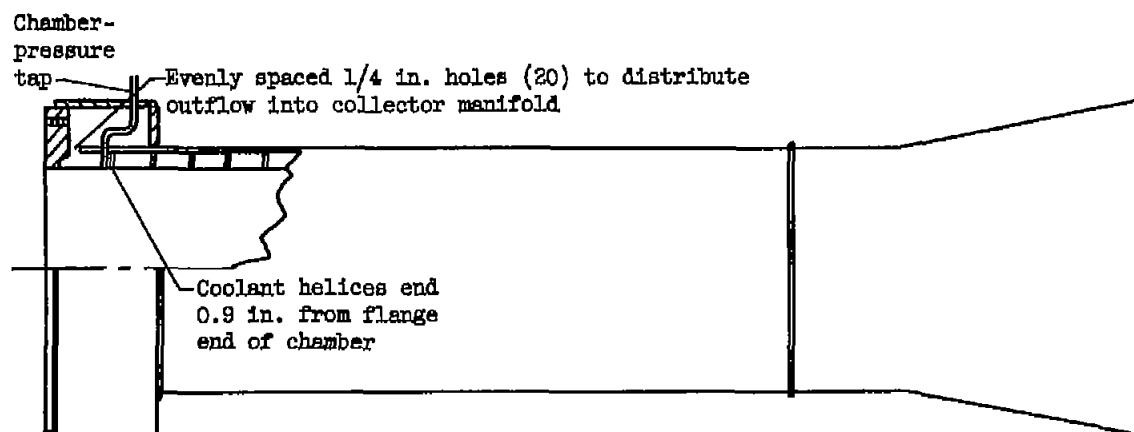 Chamber-
pressure
tap
Evenly spaced 1/4 in. holes (20) to distribute
outflow into collector manifold
Coolant helices end
0.9 in. from flange
end of chamber